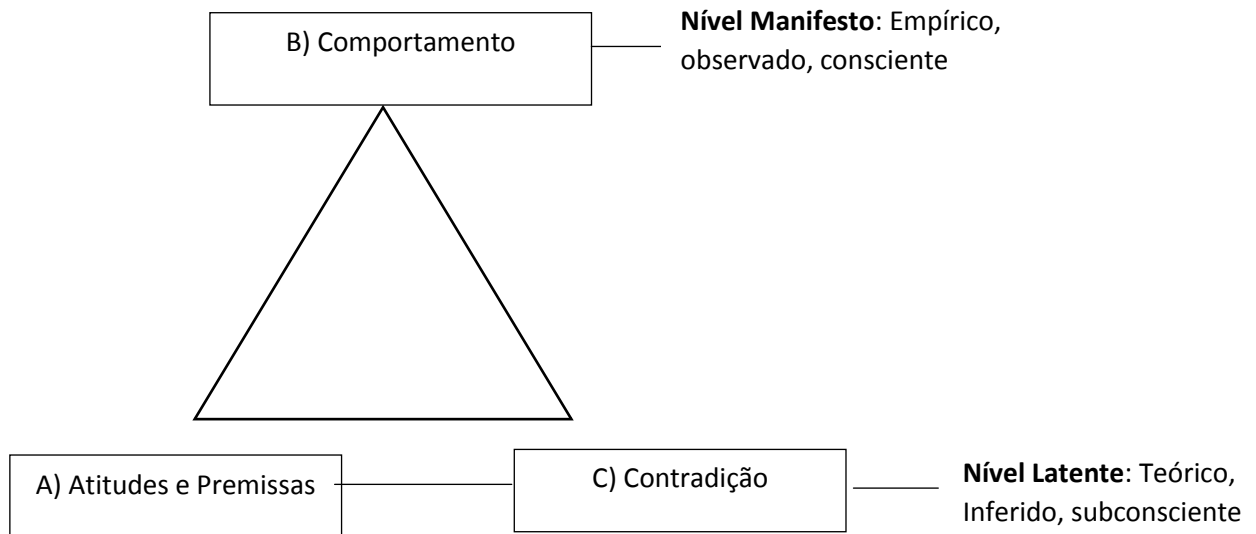 B) Comportamento
Nível Manifesto: Empírico,
observado, consciente
A) Atitudes e Premissas
C) Contradição
Nível Latente: Teórico,
Inferido, subconsciente